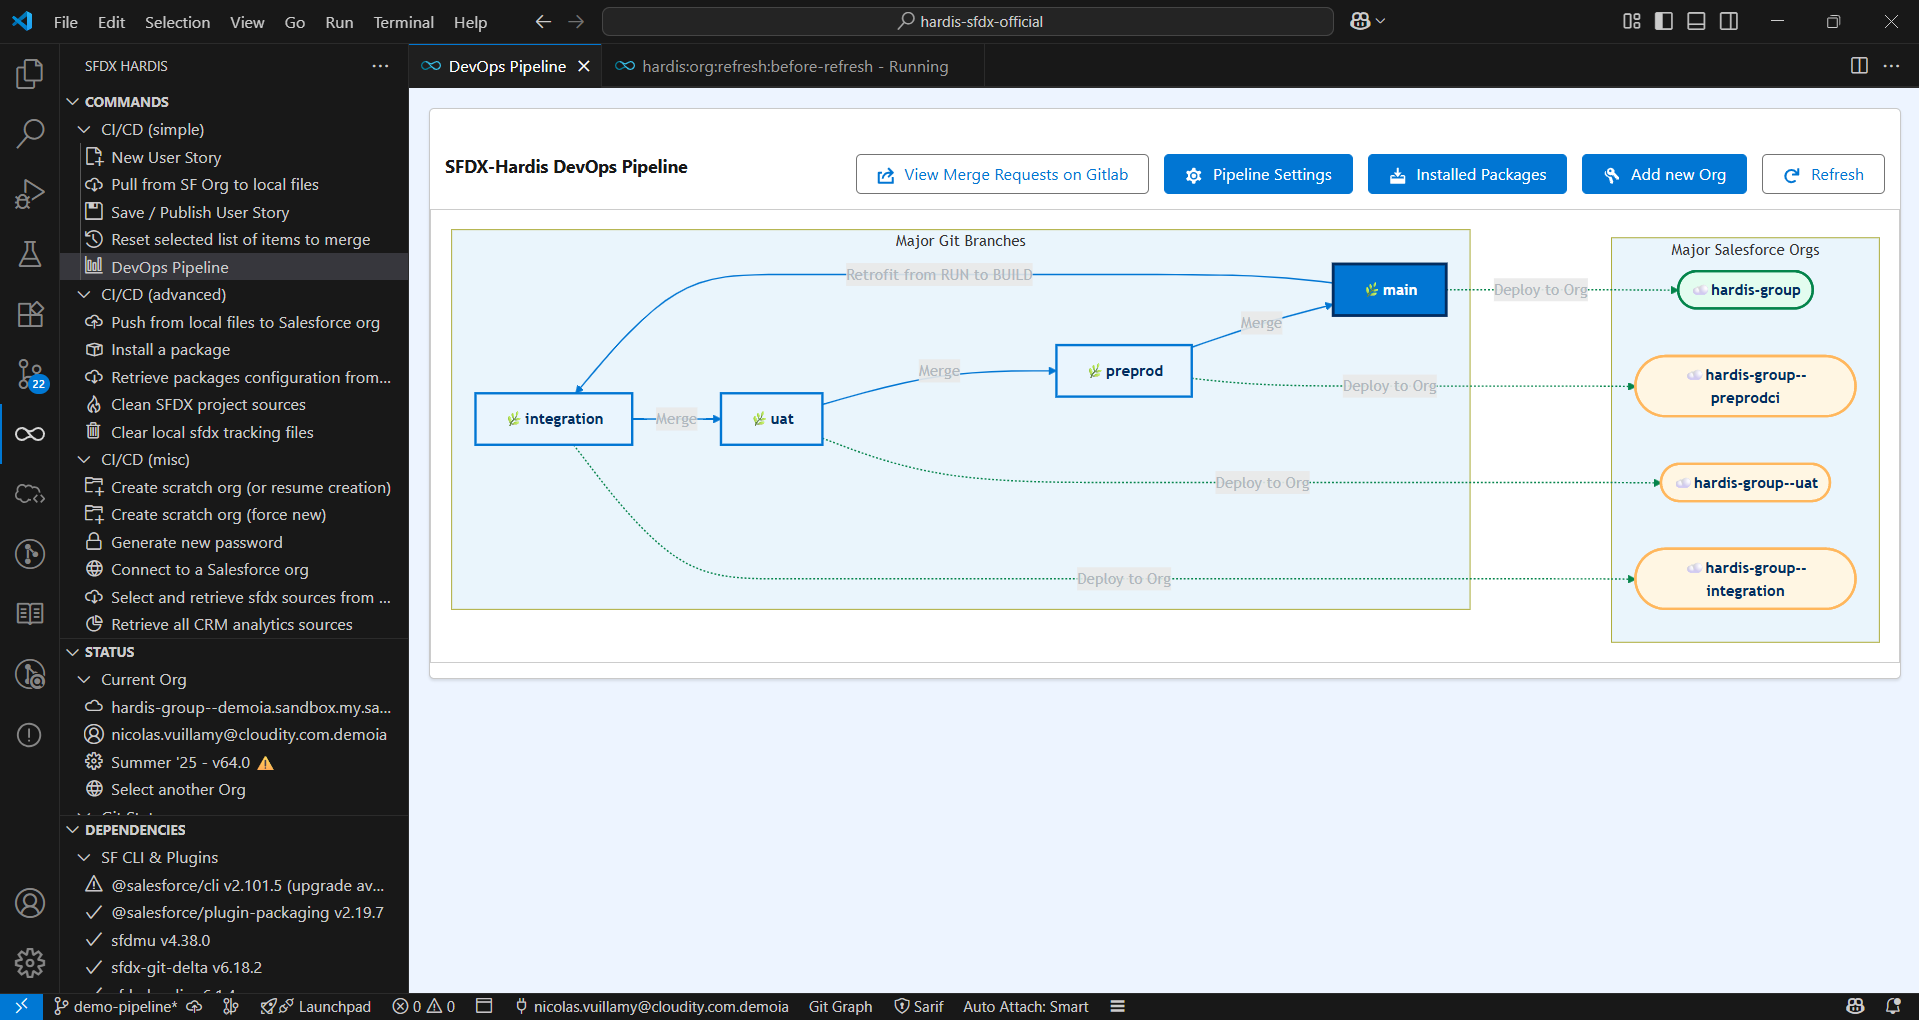 File Edit Selection View Go Run Terminal Help
hardis-sfdx-official
SFDX HARDIS
COMMANDS
CI/CD (simple)
New User Story
Pull from SF Org to local files
Save / Publish User Story
Reset selected list of items to merge
DevOps Pipeline
CI/CD (advanced)
Push from local files to Salesforce org
Install a package
Retrieve packages configuration from...
Clean SFDX project sources
Clear local sfdx tracking files
CI/CD (misc)
Create scratch org (or resume creation)
Create scratch org (force new)
Generate new password
Connect to a Salesforce org
Select and retrieve sfdx sources from ...
Retrieve all CRM analytics sources
22
STATUS
Current Org
hardis-group--demoia.sandbox.my.sa...
nicolas.vuillamy@cloudity.com.demoia
Summer '25 - v64.0
Select another Org
DEPENDENCIES
SF CLI & Plugins
@salesforce/cli v2.101.5 (upgrade av...
@salesforce/plugin-packaging v2.19.7
sfdmu v4.38.0
sfdx-git-delta v6.18.2
DevOps Pipeline
hardis:org:refresh:before-refresh - Running
SFDX-Hardis DevOps Pipeline
View Merge Requests on Gitlab
Pipeline Settings
Installed Packages
Add new Org
Refresh
Major Git Branches
Major Salesforce Orgs
Retrofit from RUN to BUILD
main
Deploy to Org
hardis-group
Merge
Merge
preprod
Deploy to Org
hardis-group--
preprodci
integration
Merge
uat
Deploy to Org
hardis-group--uat
Deploy to Org
hardis-group--
integration
demo-pipeline*
Launchpad
0
0
nicolas.vuillamy@cloudity.com.demoia
Git Graph
Sarif
Auto Attach: Smart